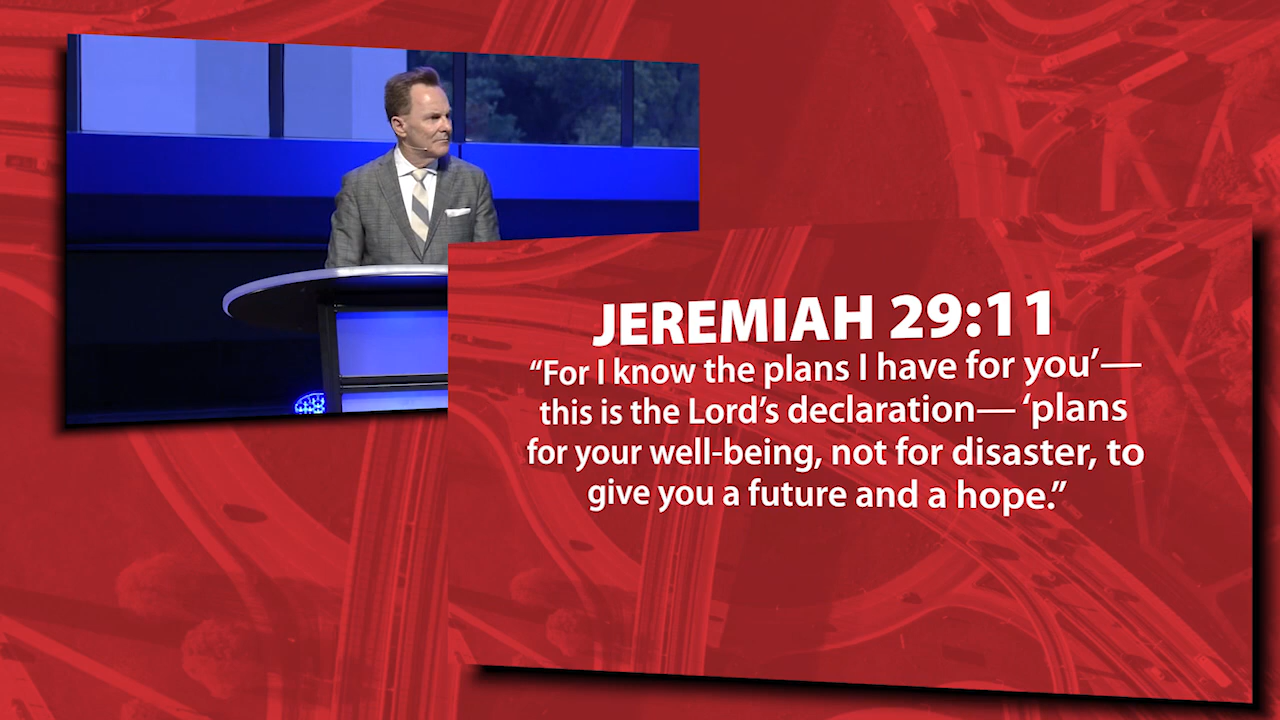 JEREMIAH 29:11
“For I know the plans I have for you’—
this is the Lord’s declaration— ‘plans
for your well-being, not for disaster, to
give you a future and a hope.”